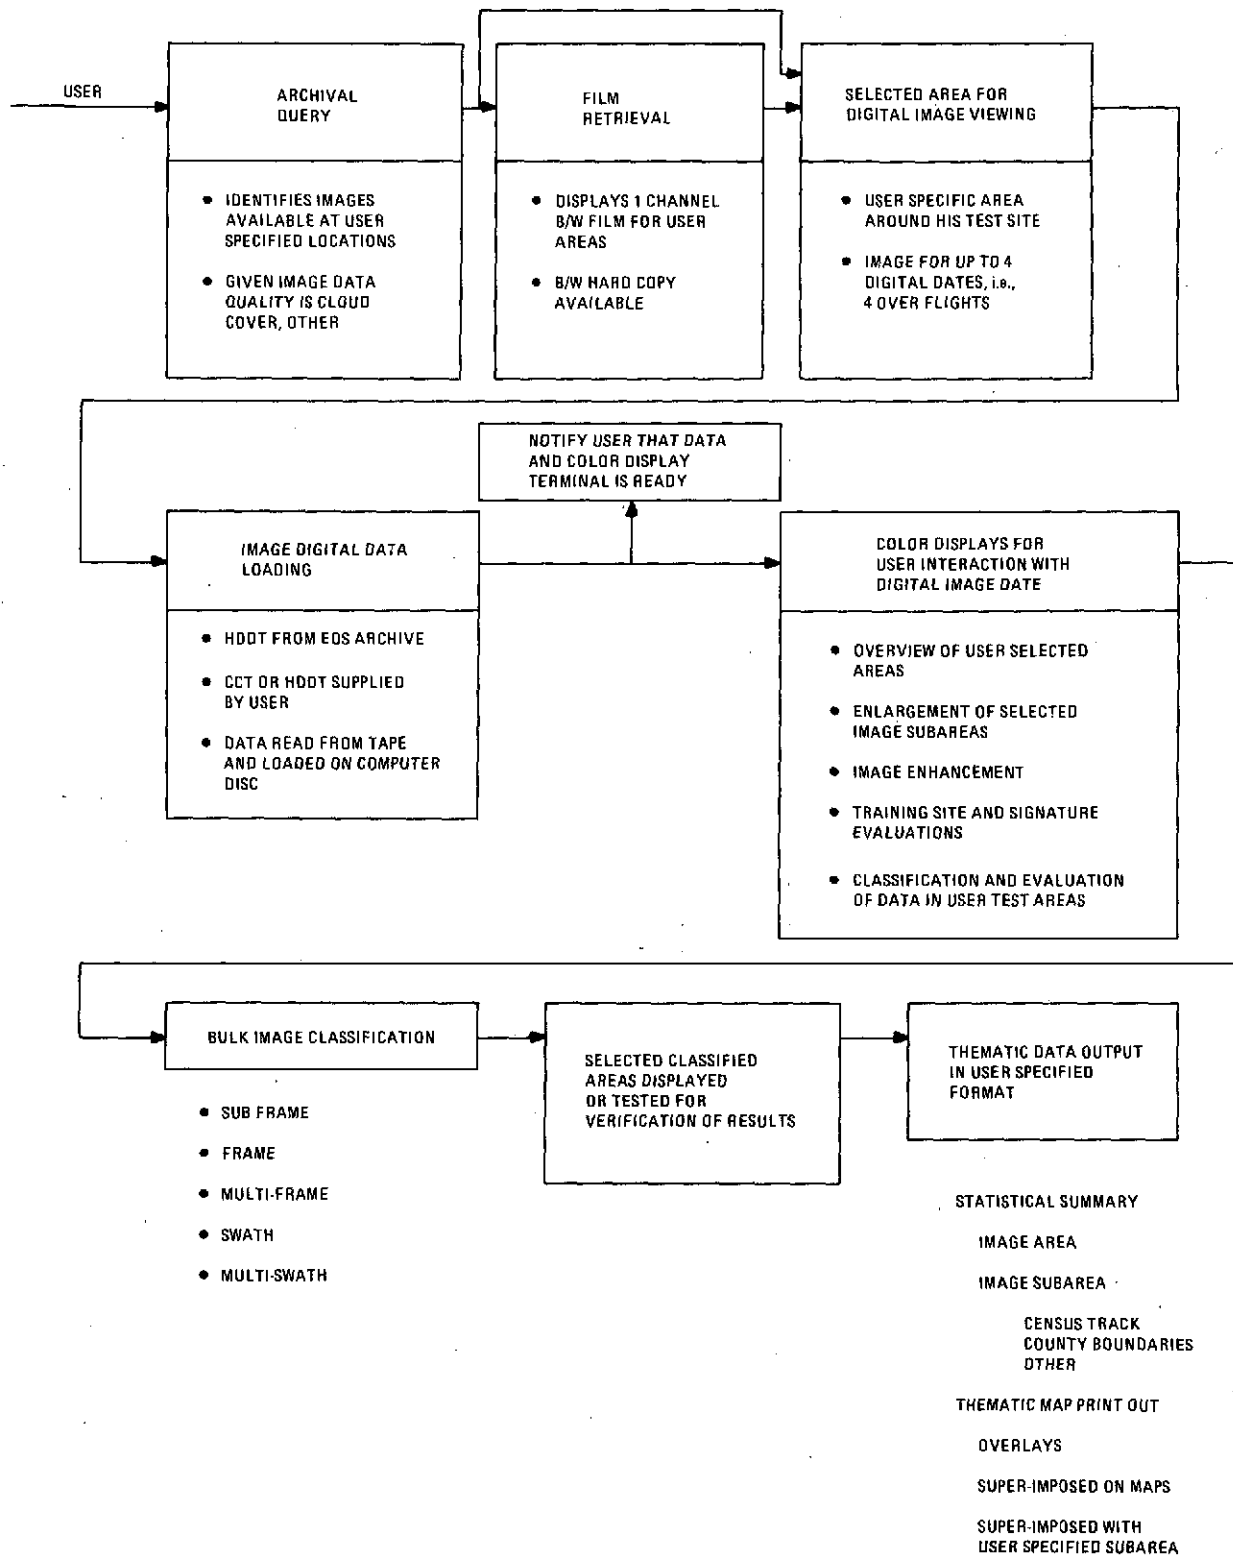 USER
ARCHIVAL
QUERY
FILM
RETRIEVAL
SELECTED AREA FOR
DIGITAL IMAGE VIEWING
● IDENTIFIES IMAGES
AVAILABLE AT USER
SPECIFIED LOCATIONS
● GIVEN IMAGE DATA
QUALITY IS CLOUD
COVER, OTHER
● DISPLAYS 1 CHANNEL
B/W FILM FOR USER
AREAS
● B/W HARD COPY
AVAILABLE
● USER SPECIFIC AREA
AROUND HIS TEST SITE
● IMAGE FOR UP TO 4
DIGITAL DATES, i.e.,
4 OVER FLIGHTS
NOTIFY USER THAT DATA
AND COLOR DISPLAY
TERMINAL IS READY
IMAGE DIGITAL DATA
LOADING
● HDDT FROM EOS ARCHIVE
● CCT OR HDDT SUPPLIED
BY USER
● DATA READ FROM TAPE
AND LOADED ON COMPUTER
DISC
COLOR DISPLAYS FOR
USER INTERACTION WITH
DIGITAL IMAGE DATE
● OVERVIEW OF USER SELECTED
AREAS
● ENLARGEMENT OF SELECTED
IMAGE SUBAREAS
● IMAGE ENHANCEMENT
● TRAINING SITE AND SIGNATURE
EVALUATIONS
● CLASSIFICATION AND EVALUATION
OF DATA IN USER TEST AREAS
BULK IMAGE CLASSIFICATION
● SUB FRAME
● FRAME
● MULTI-FRAME
● SWATH
● MULTI-SWATH
SELECTED CLASSIFIED
AREAS DISPLAYED
OR TESTED FOR
VERIFICATION OF RESULTS
THEMATIC DATA OUTPUT
IN USER SPECIFIED
FORMAT
STATISTICAL SUMMARY
IMAGE AREA
IMAGE SUBAREA
CENSUS TRACK
COUNTY BOUNDARIES
OTHER
THEMATIC MAP PRINT OUT
OVERLAYS
SUPER-IMPOSED ON MAPS
SUPER-IMPOSED WITH
USER SPECIFIED SUBAREA